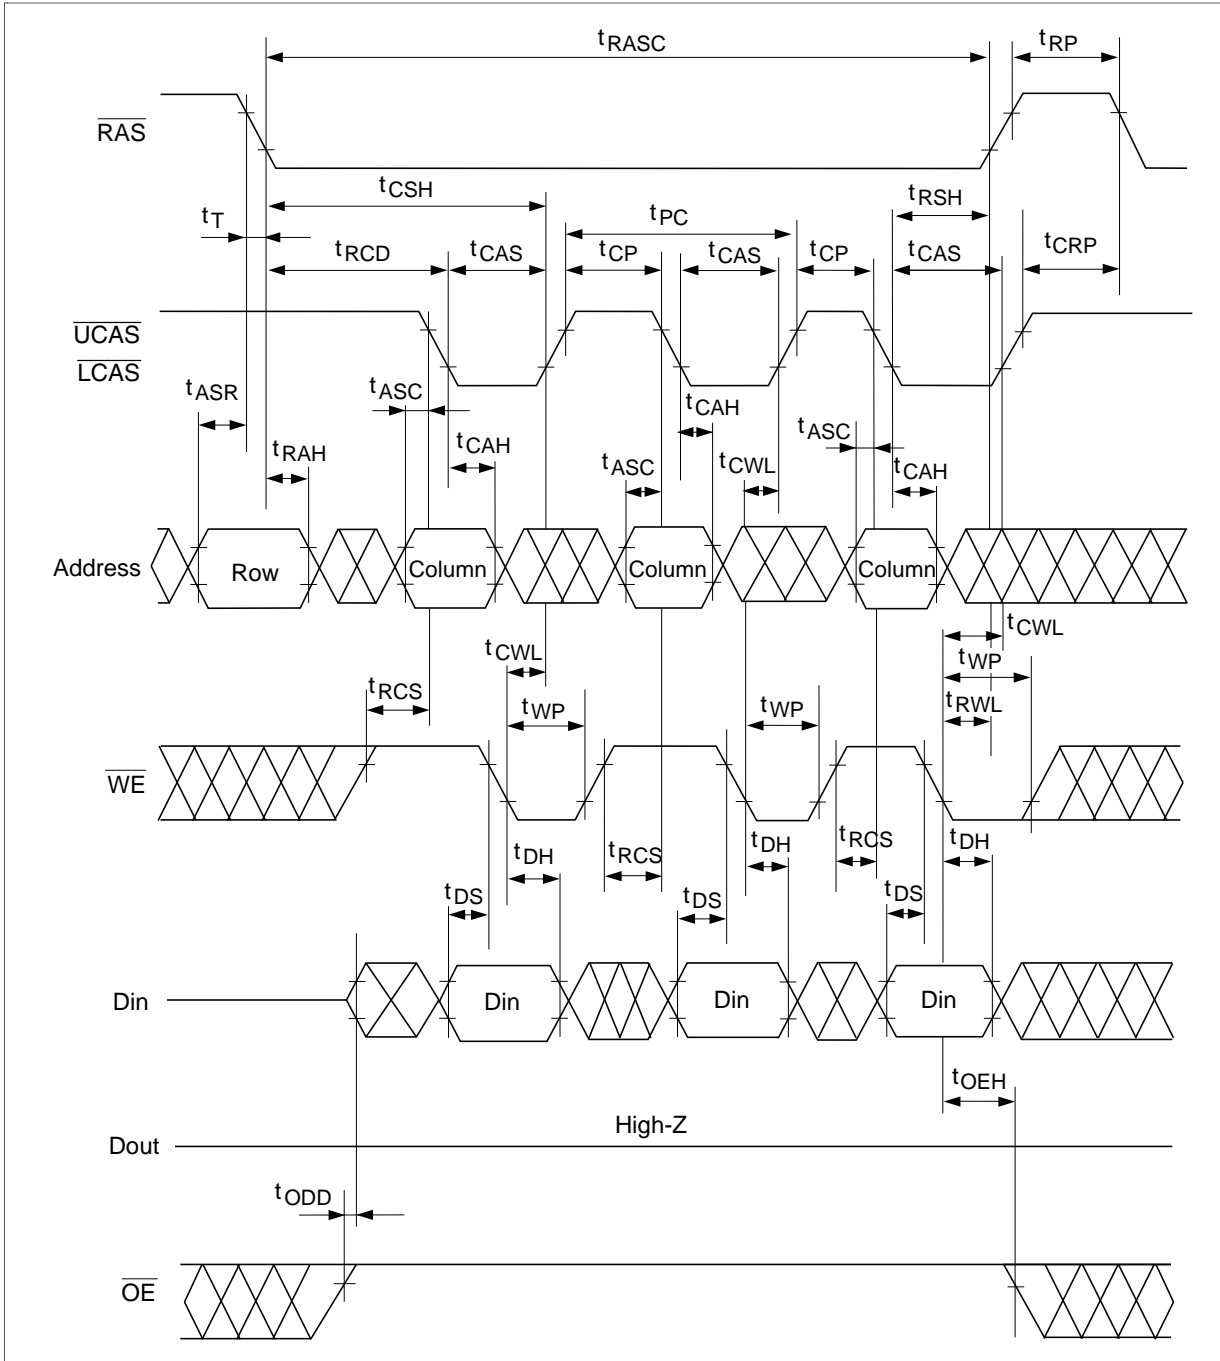 tRASC tRP
RAS
tCSH tRSH
tT tPC
tRCD tCAS tCP tCAS tCP tCAS tCRP
UCAS
LCAS
tASR tASC tCAH
tRAH tCAH tASC tCWL tASC tCAH
Address Row Column Column Column
tCWL tCWL
tWP
tRCS tWP tWP tRWL
WE
tDH tRCS tDH tRCS tDH
tDS tDS tDS
Din Din Din Din
tOEH
High-Z
Dout
tODD
OE